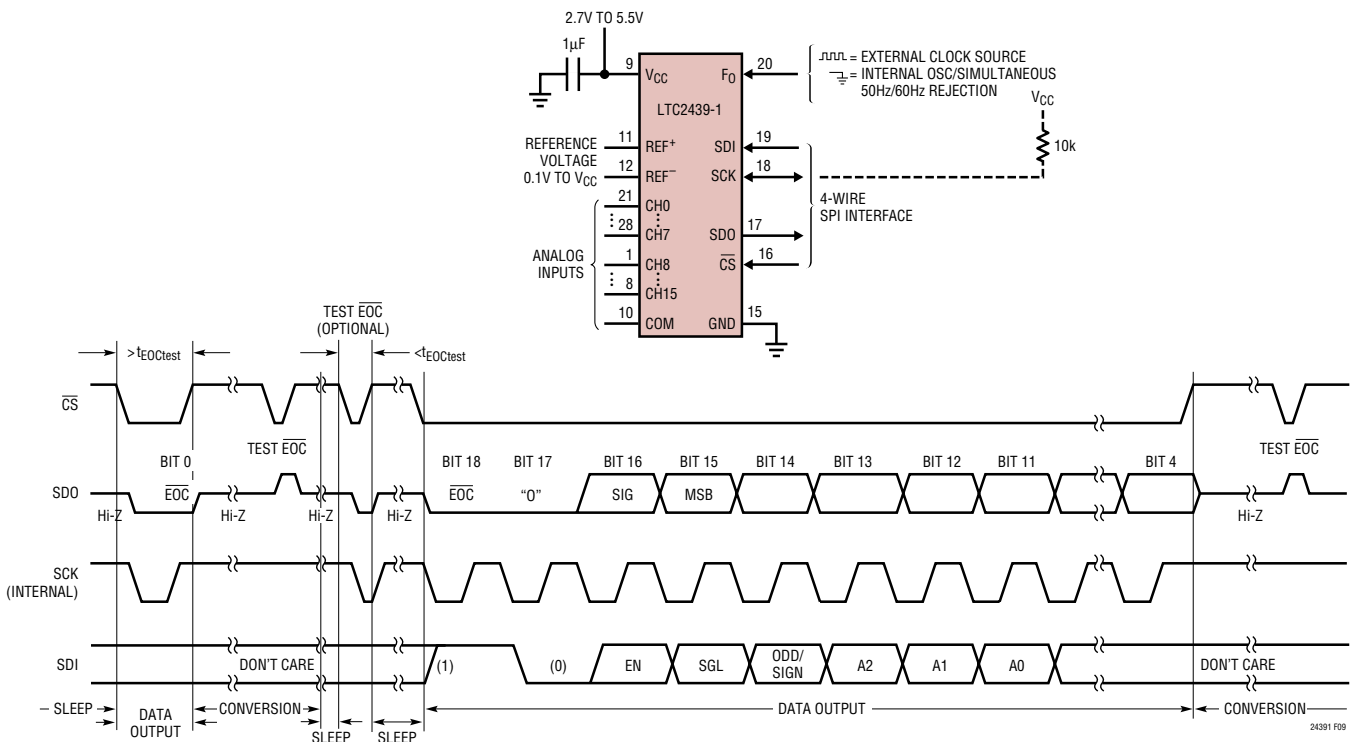 2.7V TO 5.5V
1µF
9
VCC
FO
20
= EXTERNAL CLOCK SOURCE
= INTERNAL OSC/SIMULTANEOUS
50Hz/60Hz REJECTION
LTC2439-1
VCC
10k
REFERENCE
VOLTAGE
0.1V TO VCC
11
REF+
12
REF–
SDI
19
SCK
18
4-WIRE
SPI INTERFACE
ANALOG
INPUTS
21
CH0
28
CH7
1
CH8
8
CH15
10
COM
SDO
17
CS
16
GND
15
TEST EOC
(OPTIONAL)
>tEOCtest
<tEOCtest
CS
TEST EOC
TEST EOC
BIT 0
BIT 18
BIT 17
BIT 16
BIT 15
BIT 14
BIT 13
BIT 12
BIT 11
BIT 4
SDO
EOC
EOC
"0"
SIG
MSB
Hi-Z
Hi-Z
Hi-Z
Hi-Z
Hi-Z
SCK
(INTERNAL)
SDI
DON'T CARE
(1)
(0)
EN
SGL
ODD/
SIGN
A2
A1
A0
DON'T CARE
SLEEP
DATA
OUTPUT
CONVERSION
SLEEP
SLEEP
DATA OUTPUT
CONVERSION
24391 F09